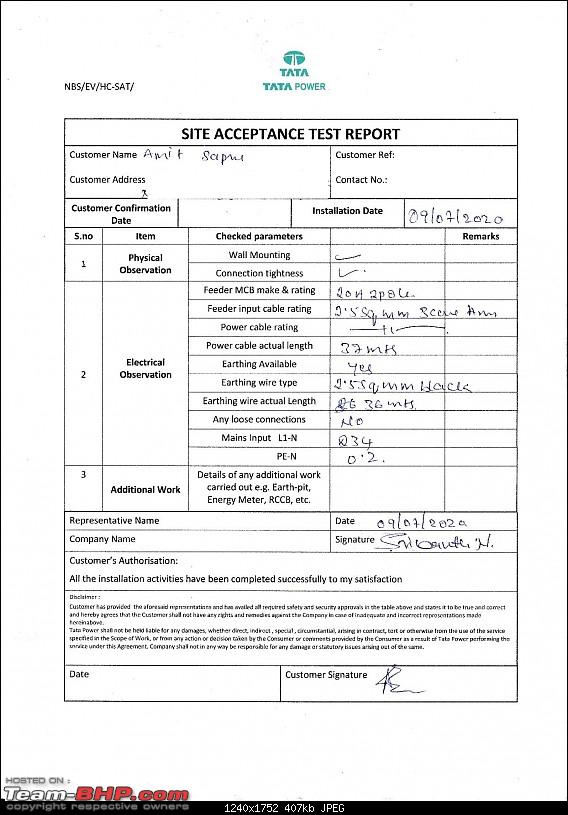 TATA
NBS/EV/HC-SAT/
TATA POWER
SITE ACCEPTANCE TEST REPORT
Customer Name Amit Customer Ref:
Customer Address Contact No.:
Customer Confirmation Date Installation Date 09/07/2020
S.no Item Checked parameters Remarks
1 Physical Observation Wall Mounting
Connection tightness
2 Electrical Observation Feeder MCB make & rating 20A 2pole
Feeder input cable rating 2.5Sqmm
Power cable rating
Power cable actual length 37mts
Earthing Available Yes
Earthing wire type 2.5Sqmm
Earthing wire actual Length 36 mts
Any loose connections NO
Mains Input L1-N 234
PE-N 0.2.
3 Additional Work Details of any additional work
carried out e.g. Earth-pit,
Energy Meter, RCCB, etc.
Representative Name Date 09/07/2020
Company Name Signature
Customer's Authorisation:
All the installation activities have been completed successfully to my satisfaction
Disclaimer :
Customer has provided the aforesaid representations and has availed all required safety and security approvals in the table above and states it to be true and correct
and hereby agrees that the Customer shall not have any rights and remedies against the Company in case of inadequate and incorrect representations made
hereinabove.
Tata Power shall not be held liable for any damages, whether direct, indirect , special , circumstantial, arising in contract, tort or otherwise from the use of the service
specified in the Scope of Work, or from any action or decision taken by the Consumer or comments provided by the Consumer as a result of Tata Power performing the
service under this Agreement. Company shall not in any way be responsible for any damage or statutory issues arising out of the same.
Date Customer Signature
HOSTED ON :
Team-BHP.com
copyright respective owners
1240x1752 407kb JPEG